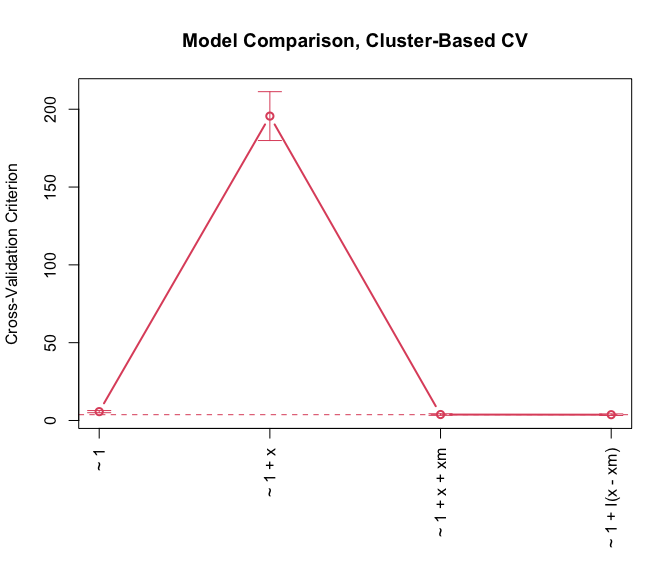 Model Comparison, Cluster-Based CV
Cross-Validation Criterion
200
150
100
50
0
~ 1
~ 1 + x
~ 1 + x + xm
~ 1 + I(x - xm)